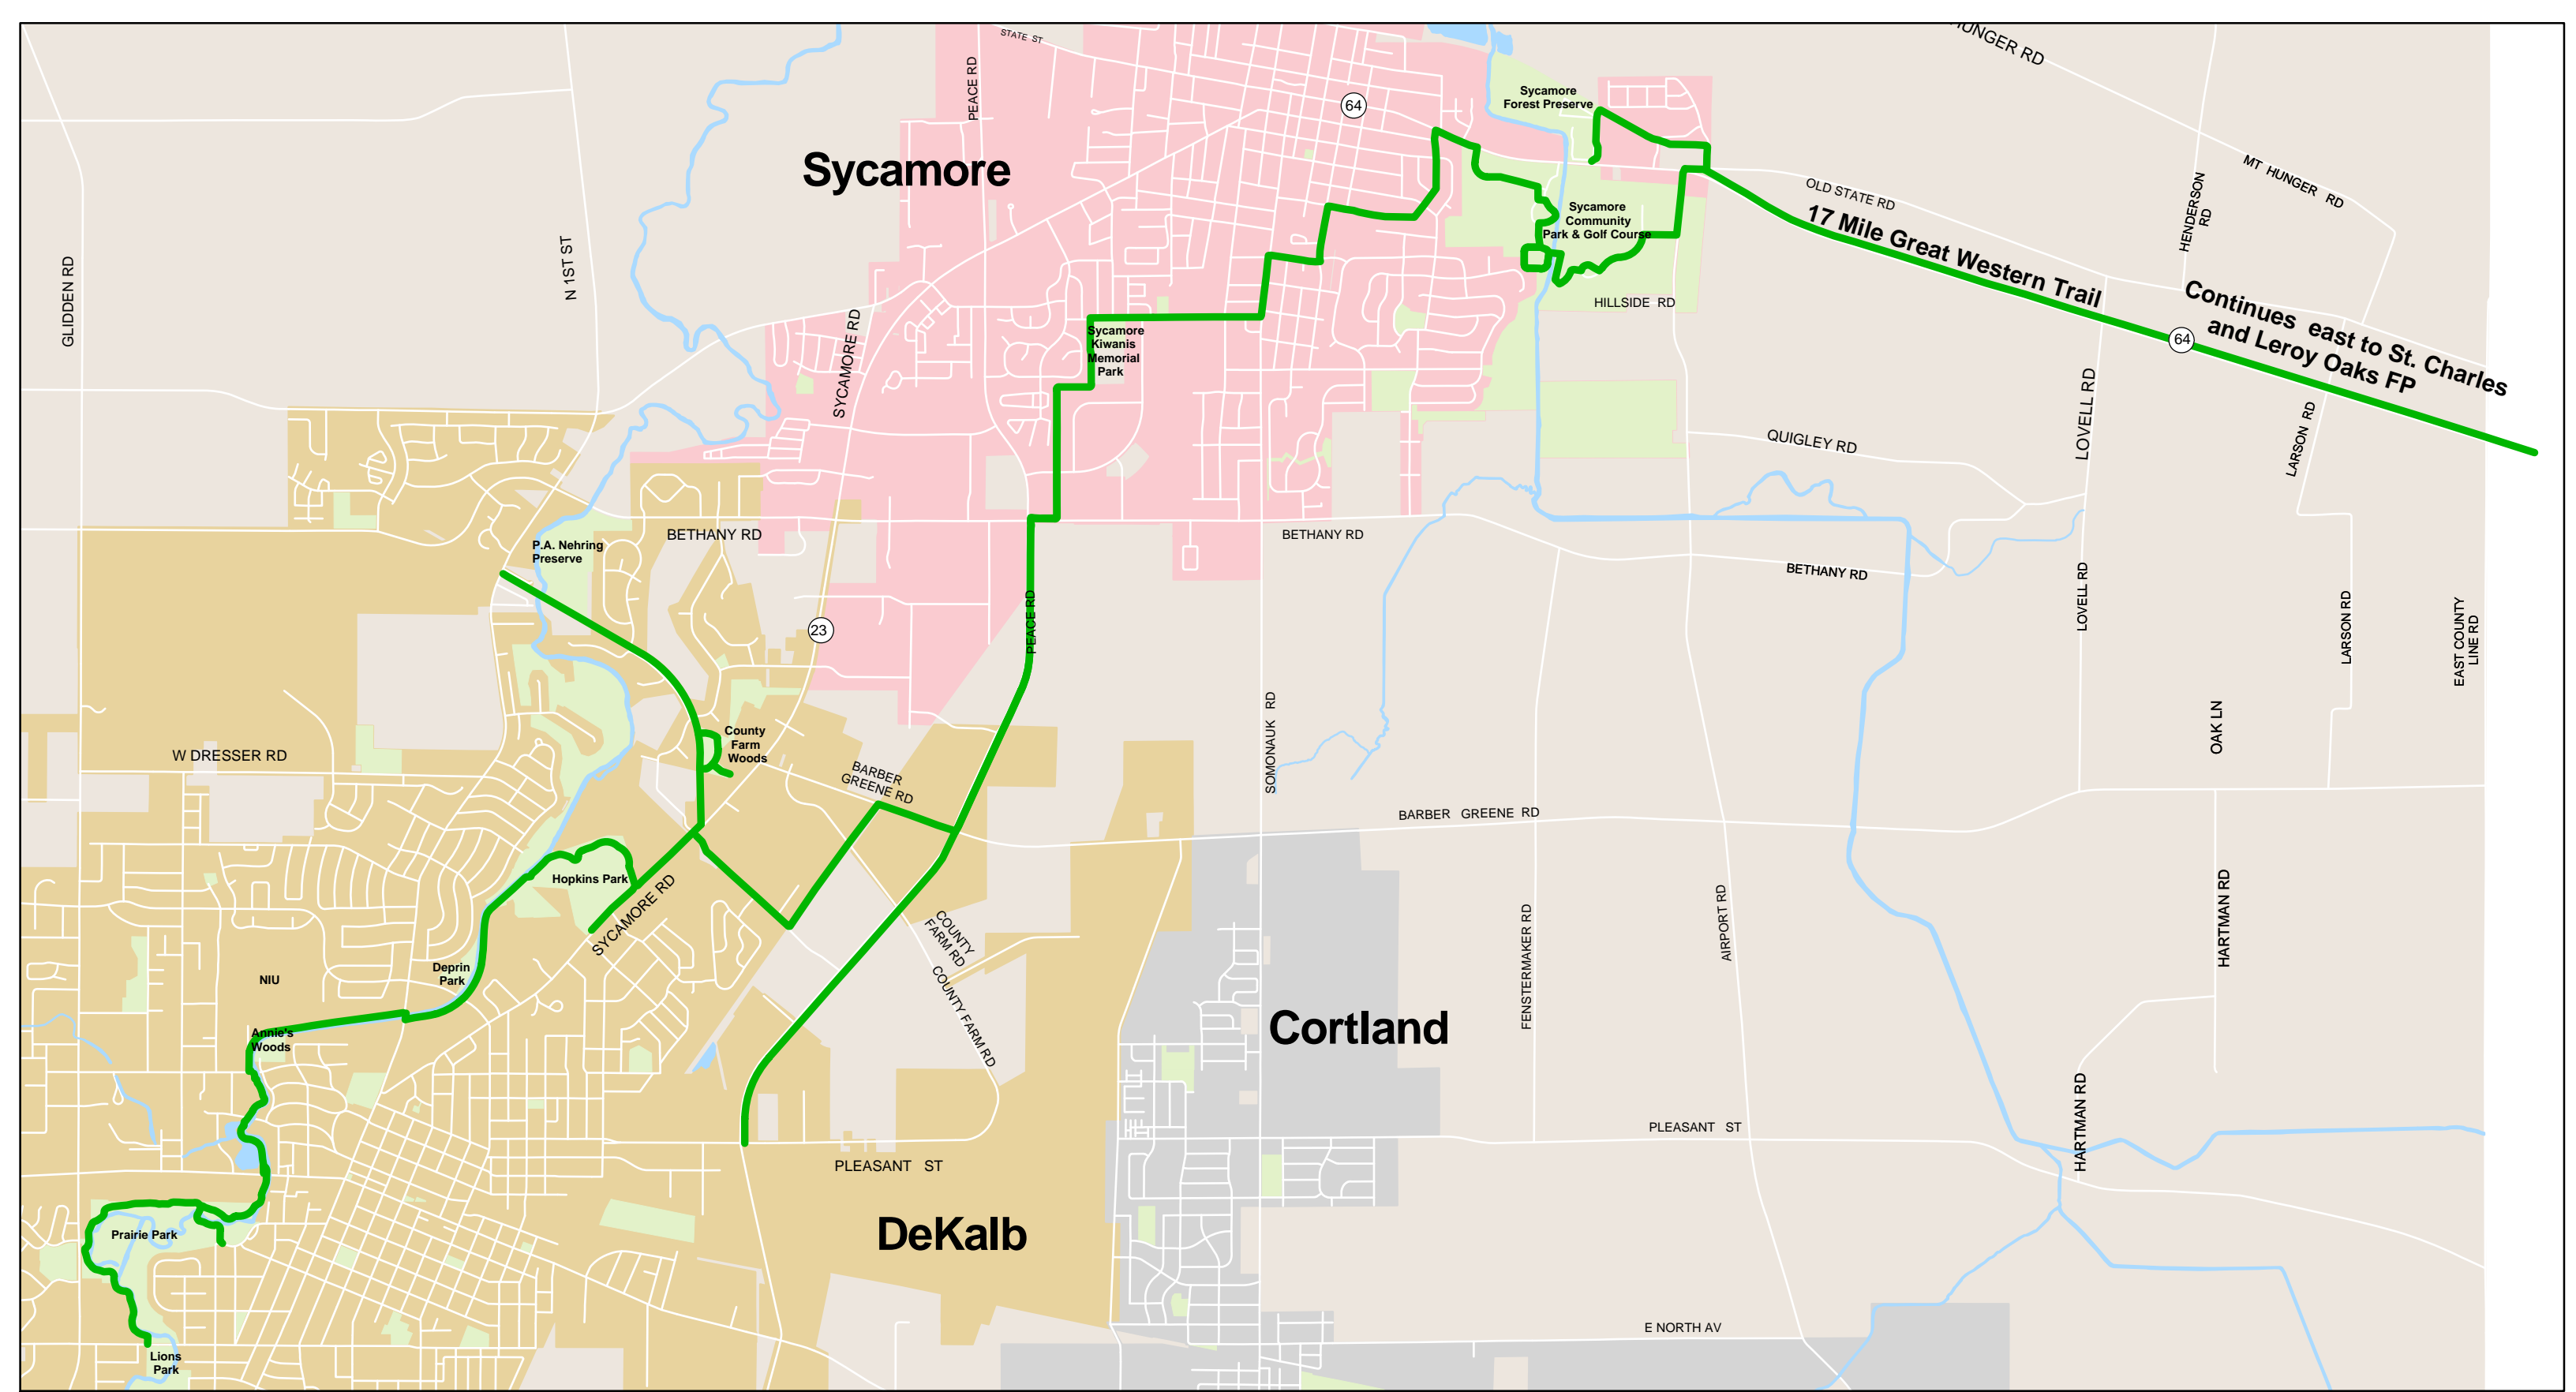 HUNGER RD
STATE ST
PEACE RD
64
Sycamore
Forest Preserve
Sycamore
MT HUNGER RD
OLD STATE RD
HENDERSON
RD
Sycamore
Community
Park & Golf Course
17 Mile Great Western Trail
Continues east to St. Charles
and Leroy Oaks FP
64
GLIDDEN RD
N 1ST ST
HILLSIDE RD
SYCAMORE RD
Sycamore
Kiwanis
Memorial
Park
LOVELL RD
LARSON RD
QUIGLEY RD
BETHANY RD
BETHANY RD
BETHANY RD
P.A. Nehring
Preserve
23
PEACE RD
LOVELL RD
LARSON RD
EAST COUNTY
LINE RD
SOMONAUK RD
OAK LN
County
Farm
Woods
W DRESSER RD
BARBER
GREENE RD
BARBER GREENE RD
Hopkins Park
SYCAMORE RD
COUNTY
FARM RD
COUNTY FARM RD
FENSTERMAKER RD
AIRPORT RD
HARTMAN RD
Deprin
Park
NIU
Annie's
Woods
Cortland
HARTMAN RD
PLEASANT ST
PLEASANT ST
DeKalb
Prairie Park
E NORTH AV
Lions
Park